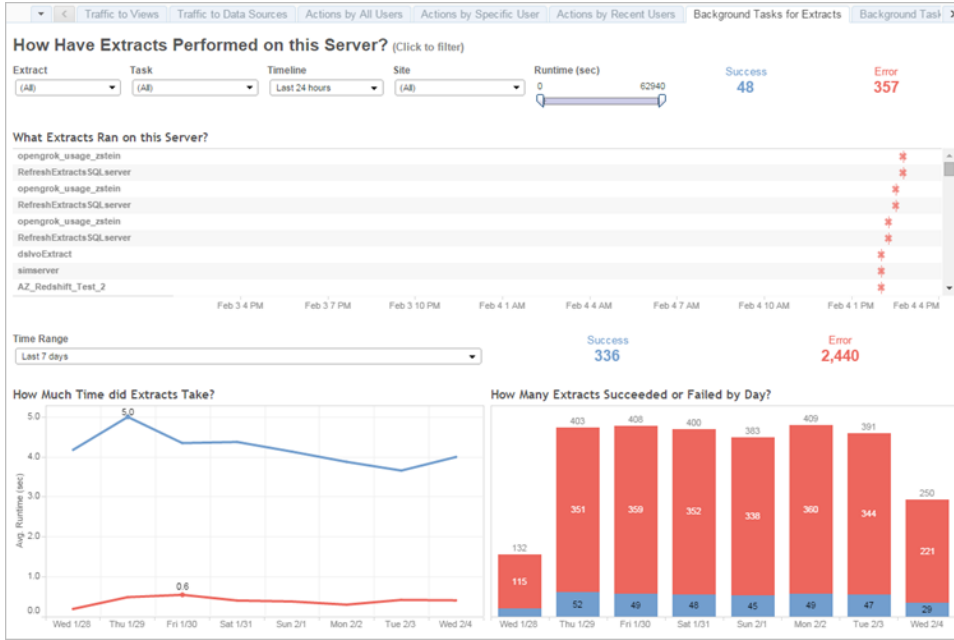 Traffic to Views Traffic to Data Sources Actions by All Users Actions by Specific User Actions by Recent Users Background Tasks for Extracts Background Task
How Have Extracts Performed on this Server? (Click to filter)
Extract Task Timeline Site Runtime (sec) Success Error
(All) (All) Last 24 hours (All) 0 62940 48 357
What Extracts Ran on this Server?
opengrok_usage_zstein
RefreshExtractsSQLserver
opengrok_usage_zstein
RefreshExtractsSQLserver
opengrok_usage_zstein
RefreshExtractsSQLserver
dslvoExtract
simserver
AZ_Redshift_Test_2
Feb 3 4 PM Feb 3 7 PM Feb 3 10 PM Feb 4 1 AM Feb 4 4 AM Feb 4 7 AM Feb 4 10 AM Feb 4 1 PM Feb 4 4 PM
Time Range Success Error
Last 7 days 336 2,440
How Much Time did Extracts Take?
5.0 5.0
4.0
3.0
2.0
1.0
0.6
0.0
Avg. Runtime (sec)
Wed 1/28 Thu 1/29 Fri 1/30 Sat 1/31 Sun 2/1 Mon 2/2 Tue 2/3 Wed 2/4
How Many Extracts Succeeded or Failed by Day?
403 408 400 383 409 391
250
132
351 359 352 338 360 344
221
115
52 49 48 45 49 47 29
Wed 1/28 Thu 1/29 Fri 1/30 Sat 1/31 Sun 2/1 Mon 2/2 Tue 2/3 Wed 2/4